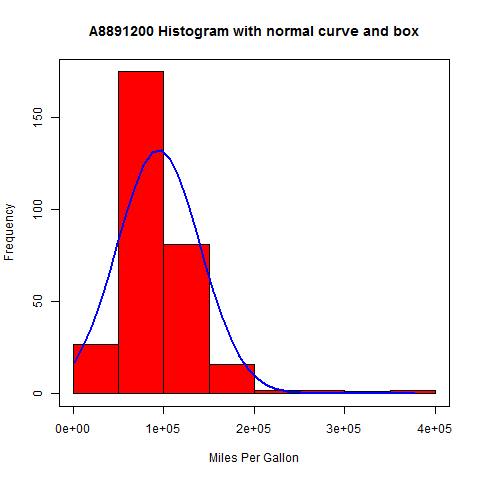 A8891200 Histogram with normal curve and box
Frequency
150
100
50
0
0e+00 1e+05 2e+05 3e+05 4e+05
Miles Per Gallon